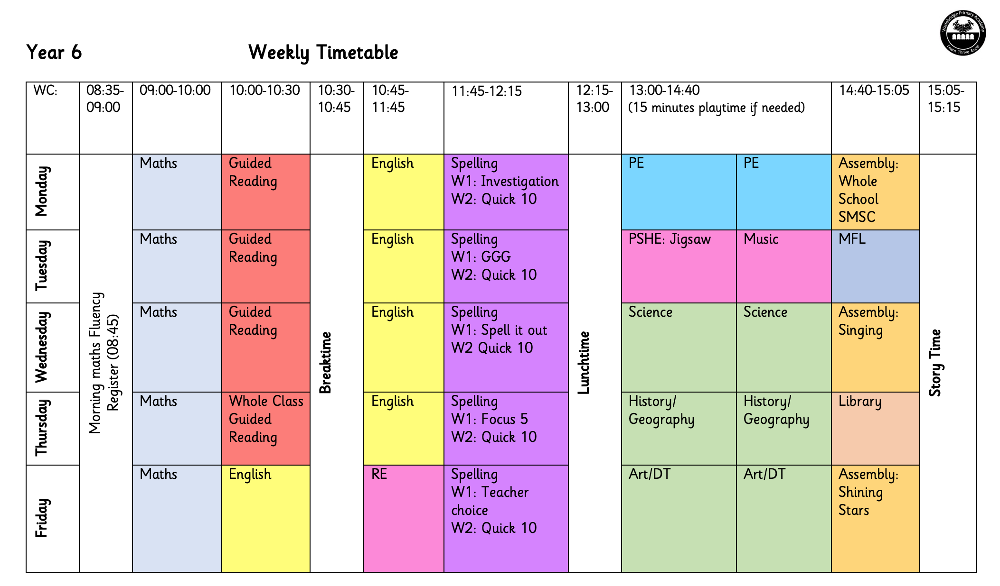 Wadebridge Primary Academy
Learn Thrive Excel
Year 6
Weekly Timetable
WC:
08:35-
09:00
09:00-10:00
10:00-10:30
10:30-
10:45
10:45-
11:45
11:45-12:15
12:15-
13:00
13:00-14:40
(15 minutes playtime if needed)
14:40-15:05
15:05-
15:15
Monday
Morning maths Fluency
Register (08:45)
Maths
Guided
Reading
Breaktime
English
Spelling
W1: Investigation
W2: Quick 10
Lunchtime
PE
PE
Assembly:
Whole
School
SMSC
Story Time
Tuesday
Maths
Guided
Reading
English
Spelling
W1: GGG
W2: Quick 10
PSHE: Jigsaw
Music
MFL
Wednesday
Maths
Guided
Reading
English
Spelling
W1: Spell it out
W2 Quick 10
Science
Science
Assembly:
Singing
Thursday
Maths
Whole Class
Guided
Reading
English
Spelling
W1: Focus 5
W2: Quick 10
History/
Geography
History/
Geography
Library
Friday
Maths
English
RE
Spelling
W1: Teacher
choice
W2: Quick 10
Art/DT
Art/DT
Assembly:
Shining
Stars